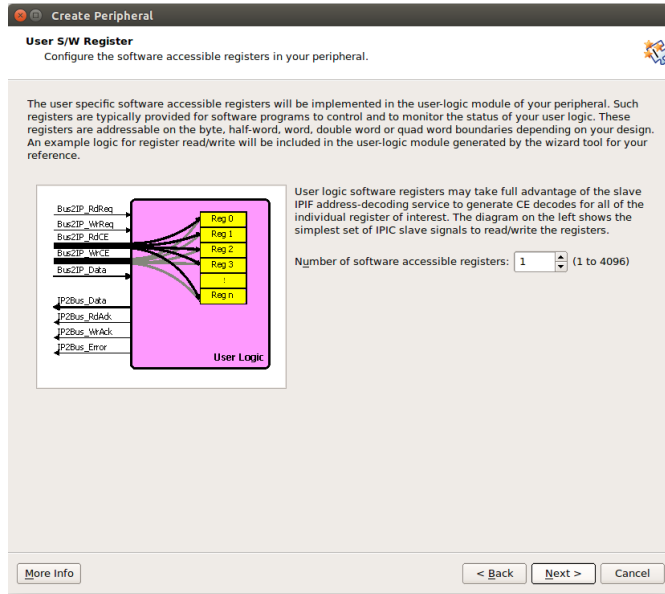 Create Peripheral
User S/W Register
Configure the software accessible registers in your peripheral.
The user specific software accessible registers will be implemented in the user-logic module of your peripheral. Such
registers are typically provided for software programs to control and to monitor the status of your user logic. These
registers are addressable on the byte, half-word, word, double word or quad word boundaries depending on your design.
An example logic for register read/write will be included in the user-logic module generated by the wizard tool for your
reference.
Bus2IP_RdReq
Bus2IP_WrReq
Bus2IP_RdCE
Bus2IP_WrCE
Bus2IP_Data
IP2Bus_Data
IP2Bus_RdAck
IP2Bus_WrAck
IP2Bus_Error
Reg 0
Reg 1
Reg 2
Reg 3
:
Reg n
User Logic
User logic software registers may take full advantage of the slave
IPIF address-decoding service to generate CE decodes for all of the
individual register of interest. The diagram on the left shows the
simplest set of IPIC slave signals to read/write the registers.
Number of software accessible registers: 1 (1 to 4096)
More Info
< Back
Next >
Cancel